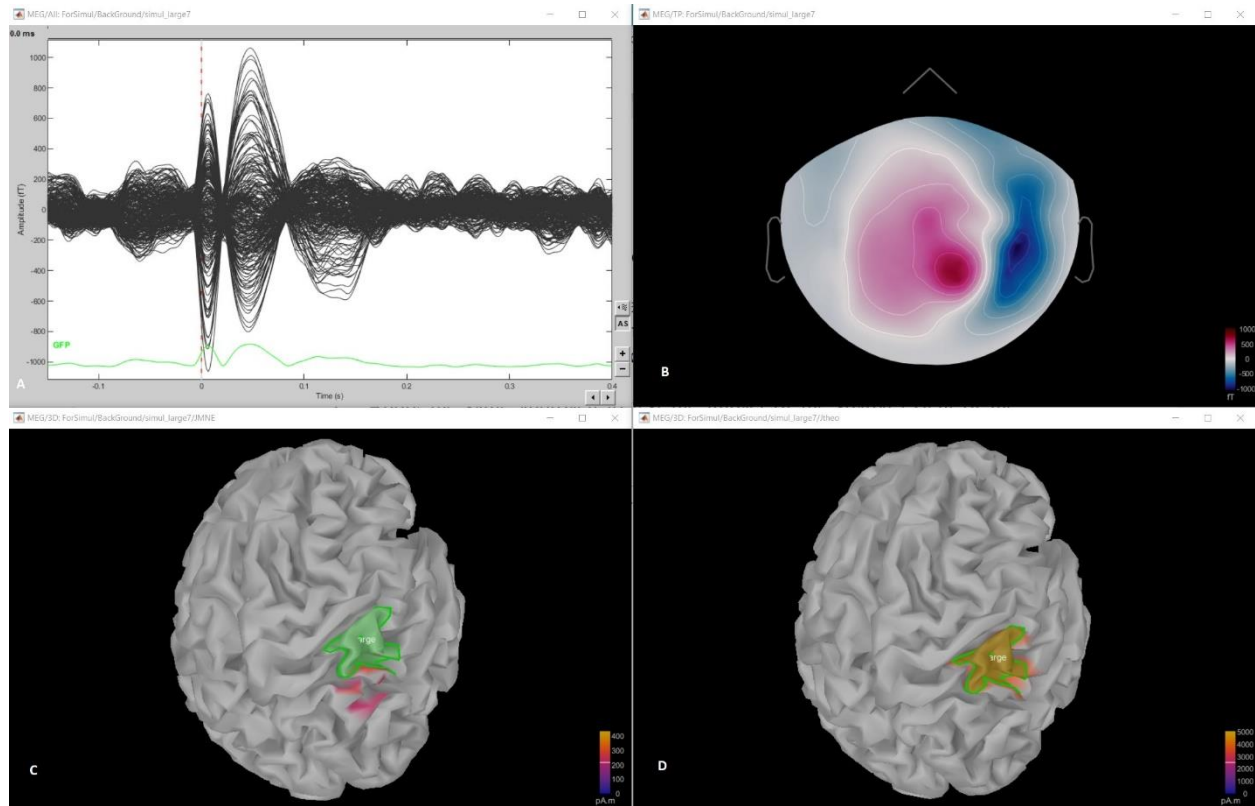 MEG/All: ForSimul/BackGround/simul_large7
0.0 ms
1000
800
600
400
200
0
-200
-400
-600
-800
-1000
Amplitude (fT)
GFP
A
-0.1
0
0.1
0.2
0.3
0.4
Time (s)
AS
+
−
MEG/TP: ForSimul/BackGround/simul_large7
B
1000
500
0
-500
-1000
fT
MEG/3D: ForSimul/BackGround/simul_large7//JMNE
arge
C
400
300
200
100
0
pA.m
MEG/3D: ForSimul/BackGround/simul_large7//Jtheo
arge
D
5000
4000
3000
2000
1000
0
pA.m